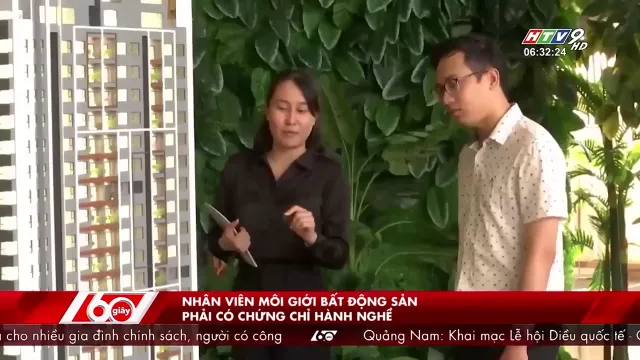 HTV9 HD
06:32:24
60 giây
NHÂN VIÊN MÔI GIỚI BẤT ĐỘNG SẢN
PHẢI CÓ CHỨNG CHỈ HÀNH NGHỀ
cho nhiều gia đình chính sách, người có công 60 Quảng Nam: Khai mạc Lễ hội Diều quốc tế